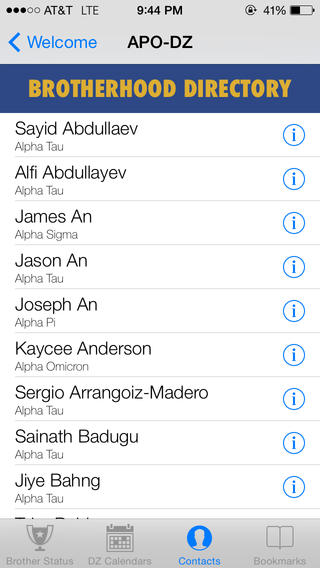 AT&T LTE 9:44 PM 41%
Welcome APO-DZ
BROTHERHOOD DIRECTORY
Sayid Abdullaev
Alpha Tau
Alfi Abdullayev
Alpha Tau
James An
Alpha Sigma
Jason An
Alpha Tau
Joseph An
Alpha Pi
Kaycee Anderson
Alpha Omicron
Sergio Arrangoiz-Madero
Alpha Tau
Sainath Badugu
Alpha Tau
Jiye Bahng
Alpha Tau
Brother Status DZ Calendars Contacts Bookmarks